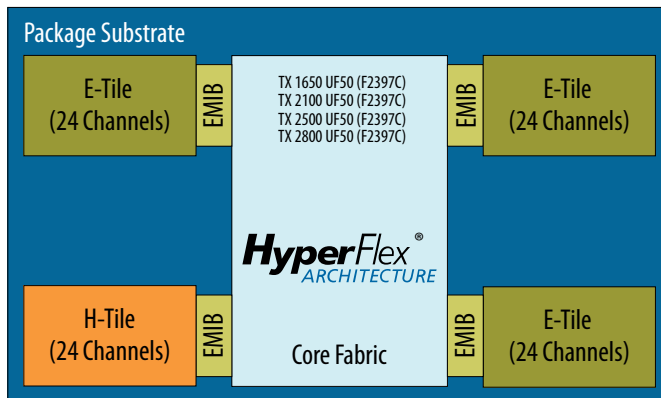 Package Substrate
E-Tile
(24 Channels)
EMIB
TX 1650 UF50 (F2397C)
TX 2100 UF50 (F2397C)
TX 2500 UF50 (F2397C)
TX 2800 UF50 (F2397C)
EMIB
E-Tile
(24 Channels)
HyperFlex®
ARCHITECTURE
H-Tile
(24 Channels)
EMIB
Core Fabric
EMIB
E-Tile
(24 Channels)